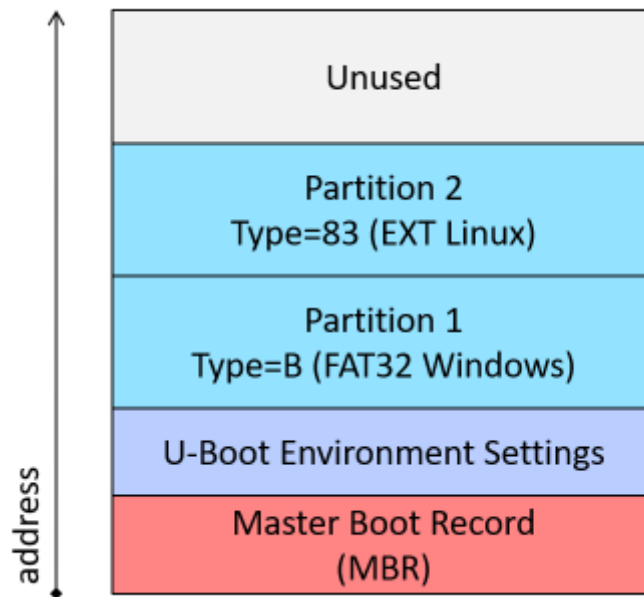 Unused
Partition 2
Type=83 (EXT Linux)
Partition 1
Type=B (FAT32 Windows)
U-Boot Environment Settings
Master Boot Record
(MBR)
address